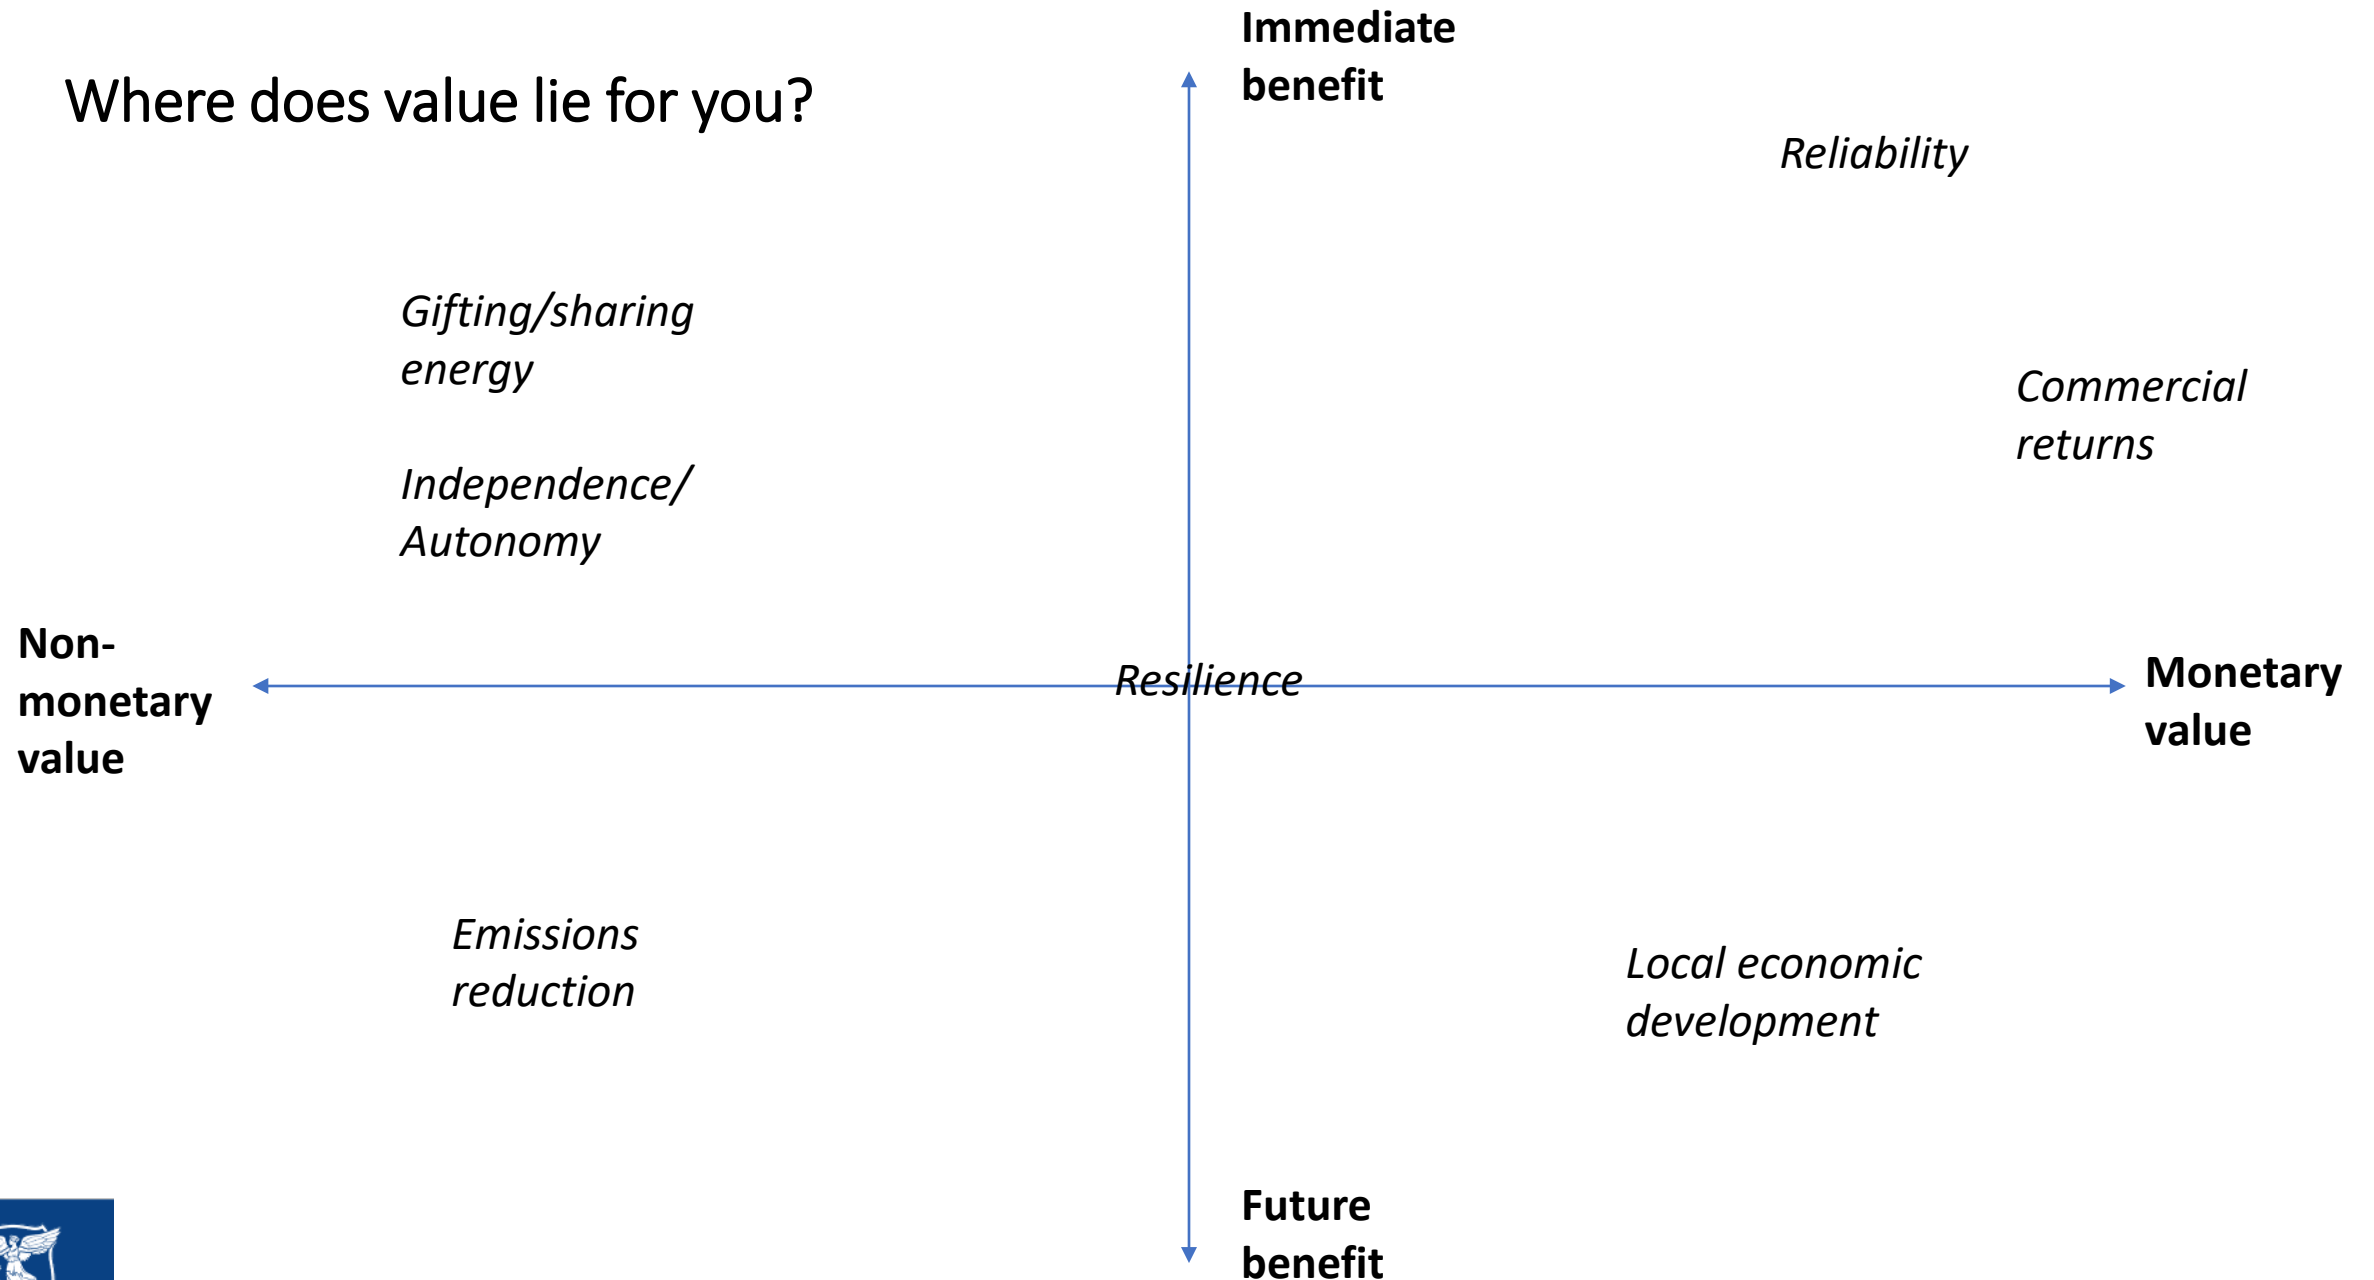 Immediate
benefit
Where does value lie for you?
Reliability
Gifting/sharing
energy
Commercial
returns
Independence/
Autonomy
Non-
monetary
value
Resilience
Monetary
value
Emissions
reduction
Local economic
development
Future
benefit